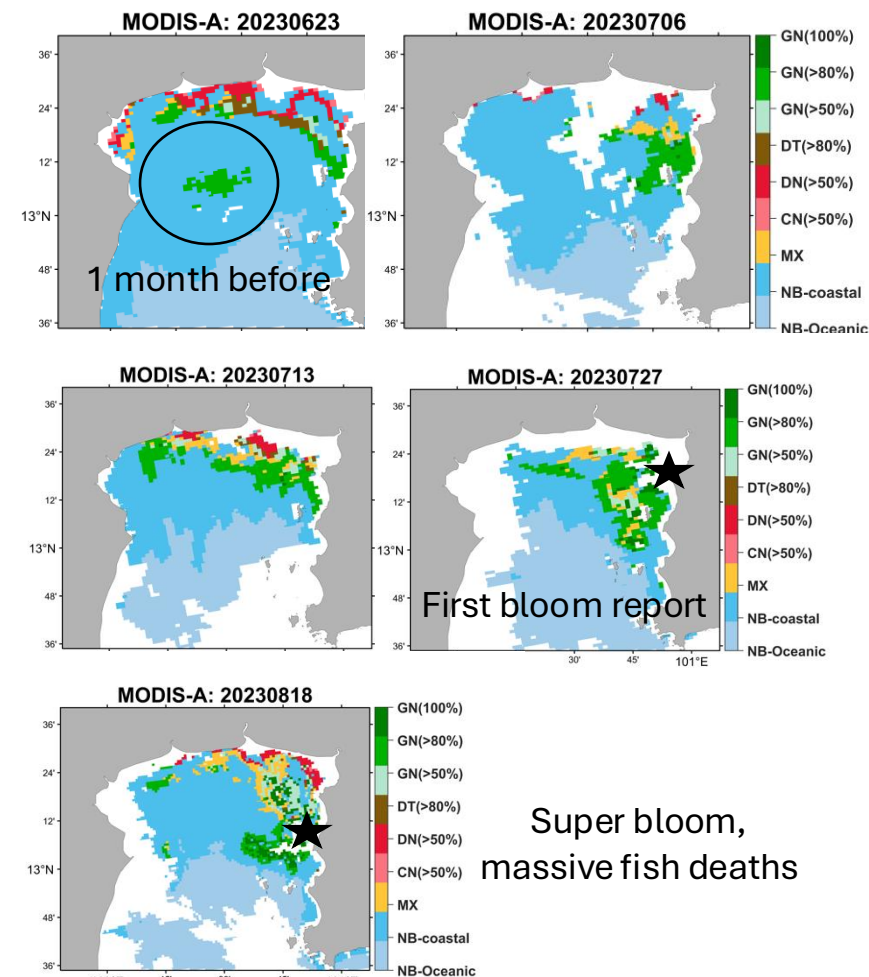 MODIS-A: 20230623
36'
24'
12'
13°N
48'
36'
1 month before
MODIS-A: 20230706
36'
24'
12'
13°N
48'
36'
GN(100%)
GN(>80%)
GN(>50%)
DT(>80%)
DN(>50%)
CN(>50%)
MX
NB-coastal
NB-Oceanic
MODIS-A: 20230713
36'
24'
12'
13°N
48'
36'
MODIS-A: 20230727
36'
24'
12'
13°N
48'
36'
First bloom report
30'
45'
101°E
GN(100%)
GN(>80%)
GN(>50%)
DT(>80%)
DN(>50%)
CN(>50%)
MX
NB-coastal
NB-Oceanic
MODIS-A: 20230818
36'
24'
12'
13°N
48'
36'
GN(100%)
GN(>80%)
GN(>50%)
DT(>80%)
DN(>50%)
CN(>50%)
MX
NB-coastal
NB-Oceanic
Super bloom,
massive fish deaths